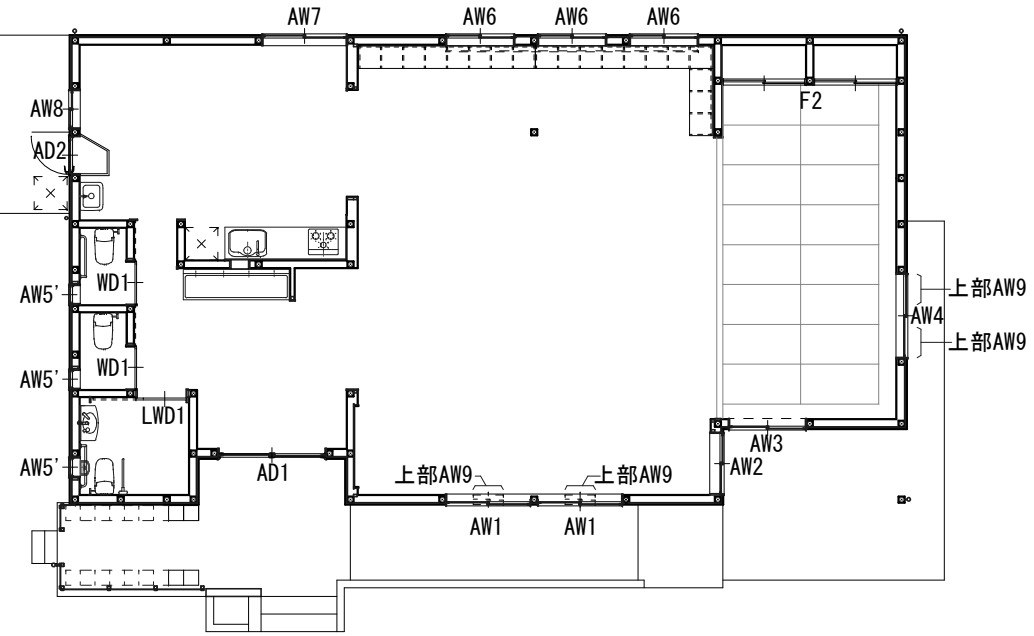 AW7
AW6
AW6
AW6
AW8
F2
AD2
WD1
AW5'
上部AW9
AW4
上部AW9
WD1
AW5'
LWD1
AW3
AW5'
AD1
上部AW9
上部AW9
AW2
AW1
AW1